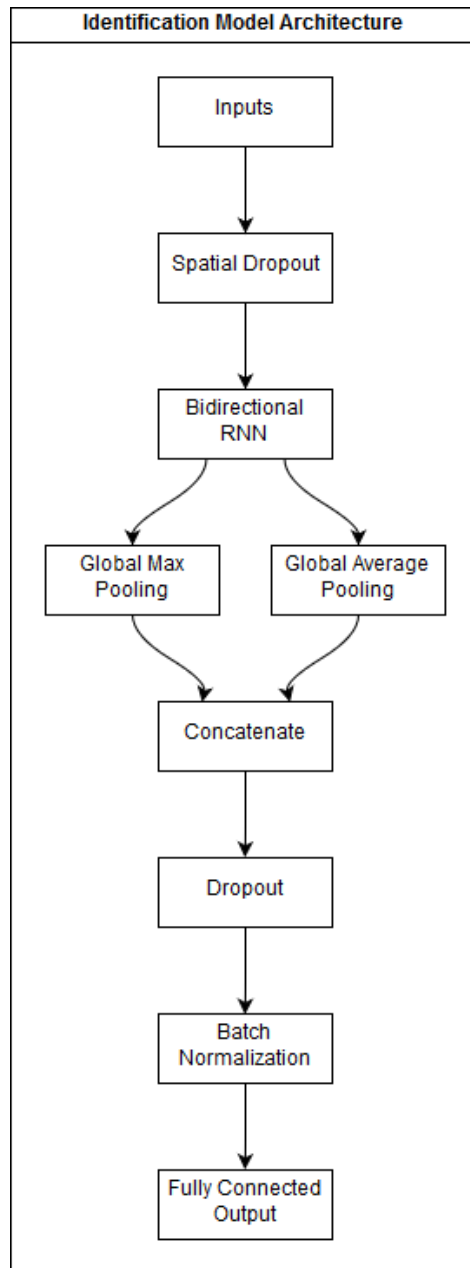 Identification Model Architecture
Inputs
Spatial Dropout
Bidirectional
RNN
Global Max
Pooling
Global Average
Pooling
Concatenate
Dropout
Batch
Normalization
Fully Connected
Output